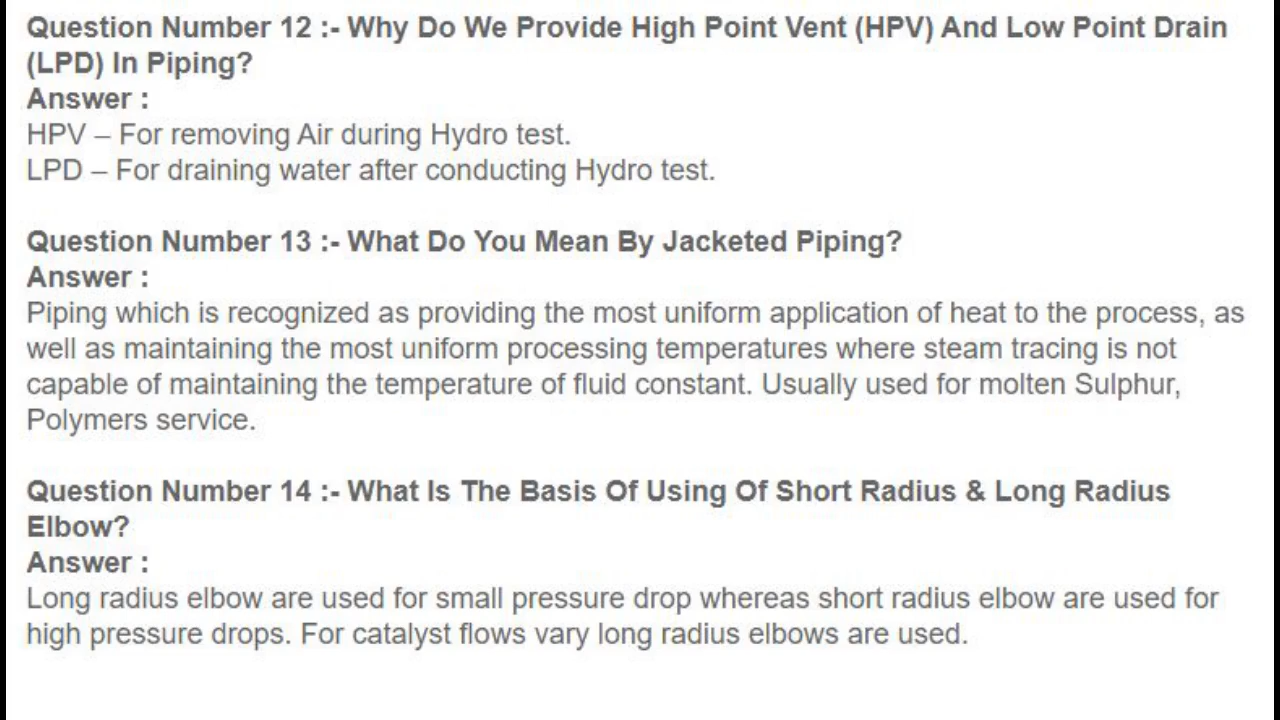 Question Number 12 :- Why Do We Provide High Point Vent (HPV) And Low Point Drain
(LPD) In Piping?
Answer :
HPV – For removing Air during Hydro test.
LPD – For draining water after conducting Hydro test.
Question Number 13 :- What Do You Mean By Jacketed Piping?
Answer :
Piping which is recognized as providing the most uniform application of heat to the process, as
well as maintaining the most uniform processing temperatures where steam tracing is not
capable of maintaining the temperature of fluid constant. Usually used for molten Sulphur,
Polymers service.
Question Number 14 :- What Is The Basis Of Using Of Short Radius & Long Radius
Elbow?
Answer :
Long radius elbow are used for small pressure drop whereas short radius elbow are used for
high pressure drops. For catalyst flows vary long radius elbows are used.